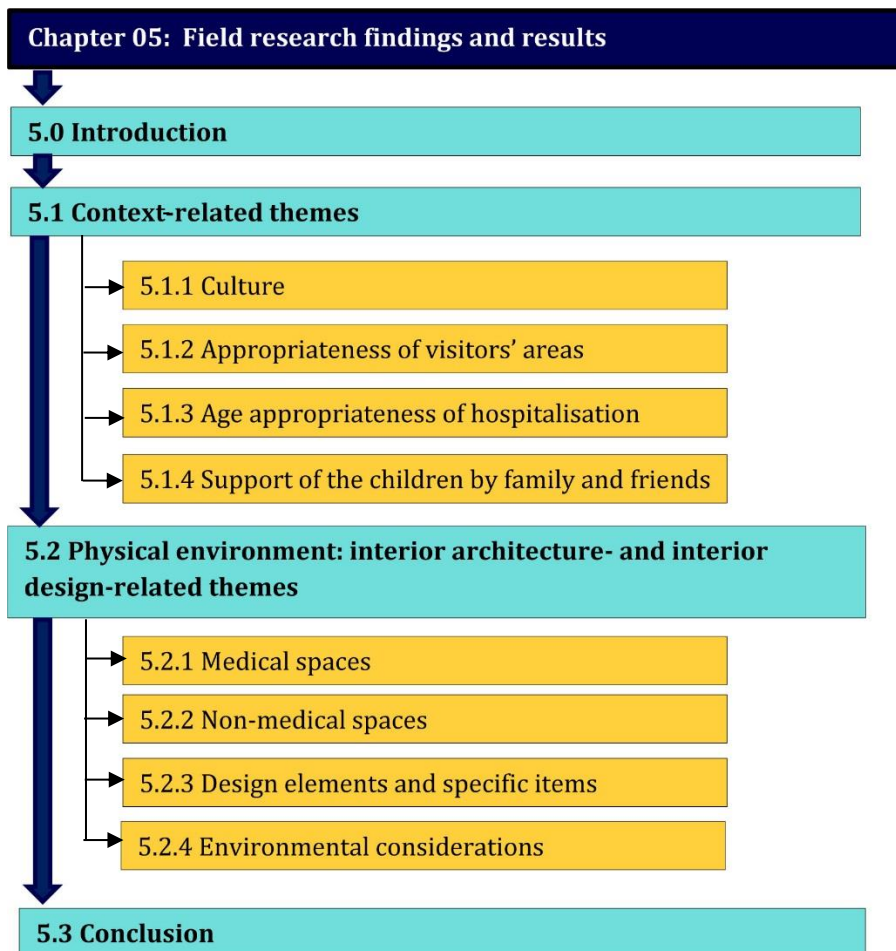 Chapter 05:  Field research findings and results
5.0 Introduction
5.1 Context-related themes
5.1.1 Culture
5.1.2 Appropriateness of visitors’ areas
5.1.3 Age appropriateness of hospitalisation
5.1.4 Support of the children by family and friends
5.2 Physical environment: interior architecture- and interior
design-related themes
5.2.1 Medical spaces
5.2.2 Non-medical spaces
5.2.3 Design elements and specific items
5.2.4 Environmental considerations
5.3 Conclusion